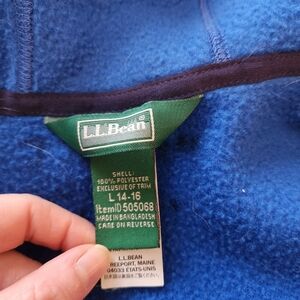 L.L.Bean®
SHELL:
100% POLYESTER
EXCLUSIVE OF TRIM
L 14-16
Item ID 505068
MADE IN BANGLADESH
CARE ON REVERSE
L.L.BEAN
REEPORT, MAINE
04033 ETATS UNIS